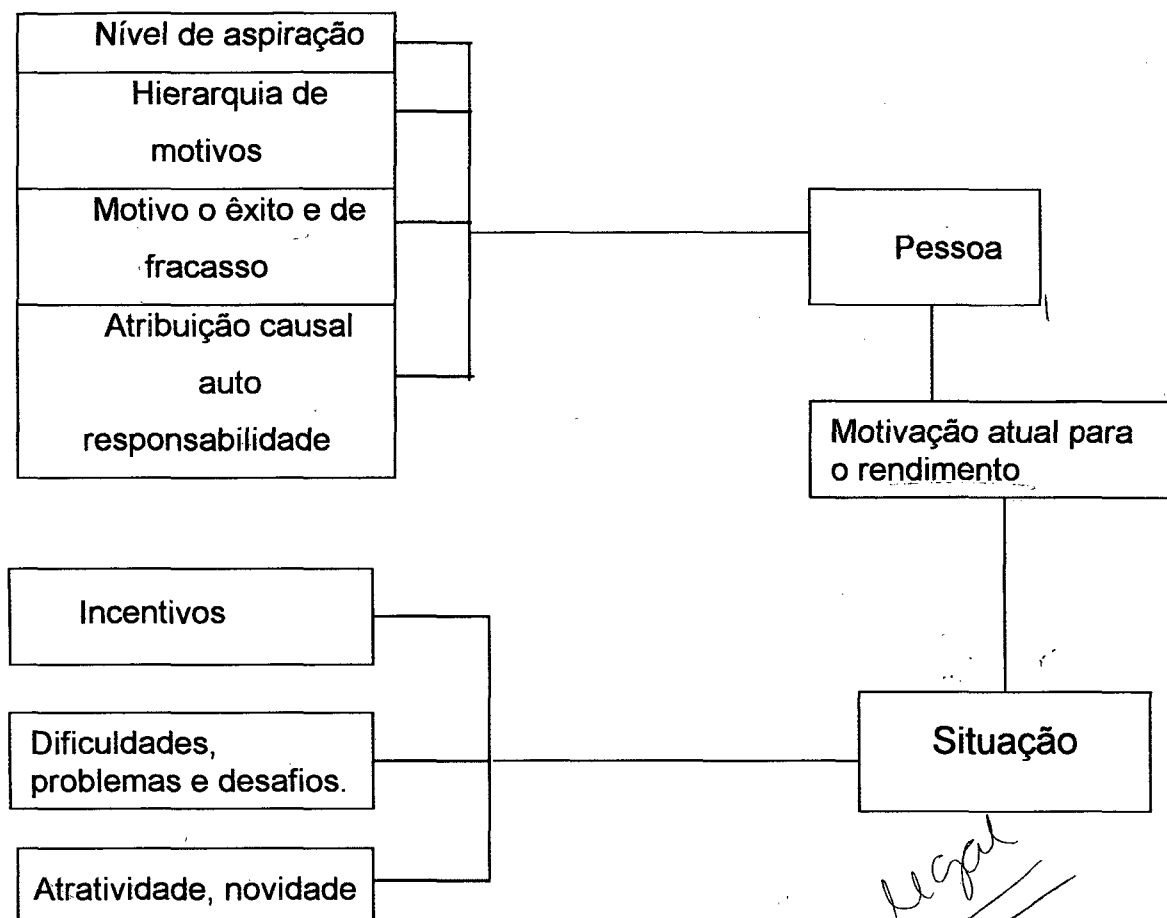 Nível de aspiração
Hierarquia de
motivos
Motivo o êxito e de
fracasso
Atribuição causal
auto
responsabilidade
Pessoa
Motivação atual para
o rendimento
Incentivos
Dificuldades,
problemas e desafios.
Atratividade, novidade
Situação
legal